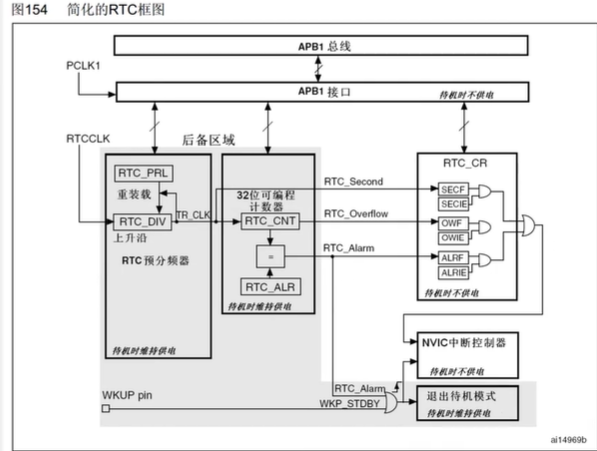 图154 简化的RTC框图
APB1 总线
PCLK1
APB1 接口
待机时不供电
RTCCLK
后备区域
RTC_PRL
重装载
RTC_DIV
上升沿
RTC预分频器
待机时维持供电
TR_CLK
32位可编程
计数器
RTC_CNT
=
RTC_ALR
待机时维持供电
RTC_Second
RTC_Overflow
RTC_Alarm
RTC_CR
SECF
SECIE
OWF
OWIE
ALRF
ALRIE
待机时不供电
NVIC中断控制器
待机时不供电
RTC_Alarm
WKUP pin
WKP_STDBY
退出待机模式
待机时维持供电
ai14969b